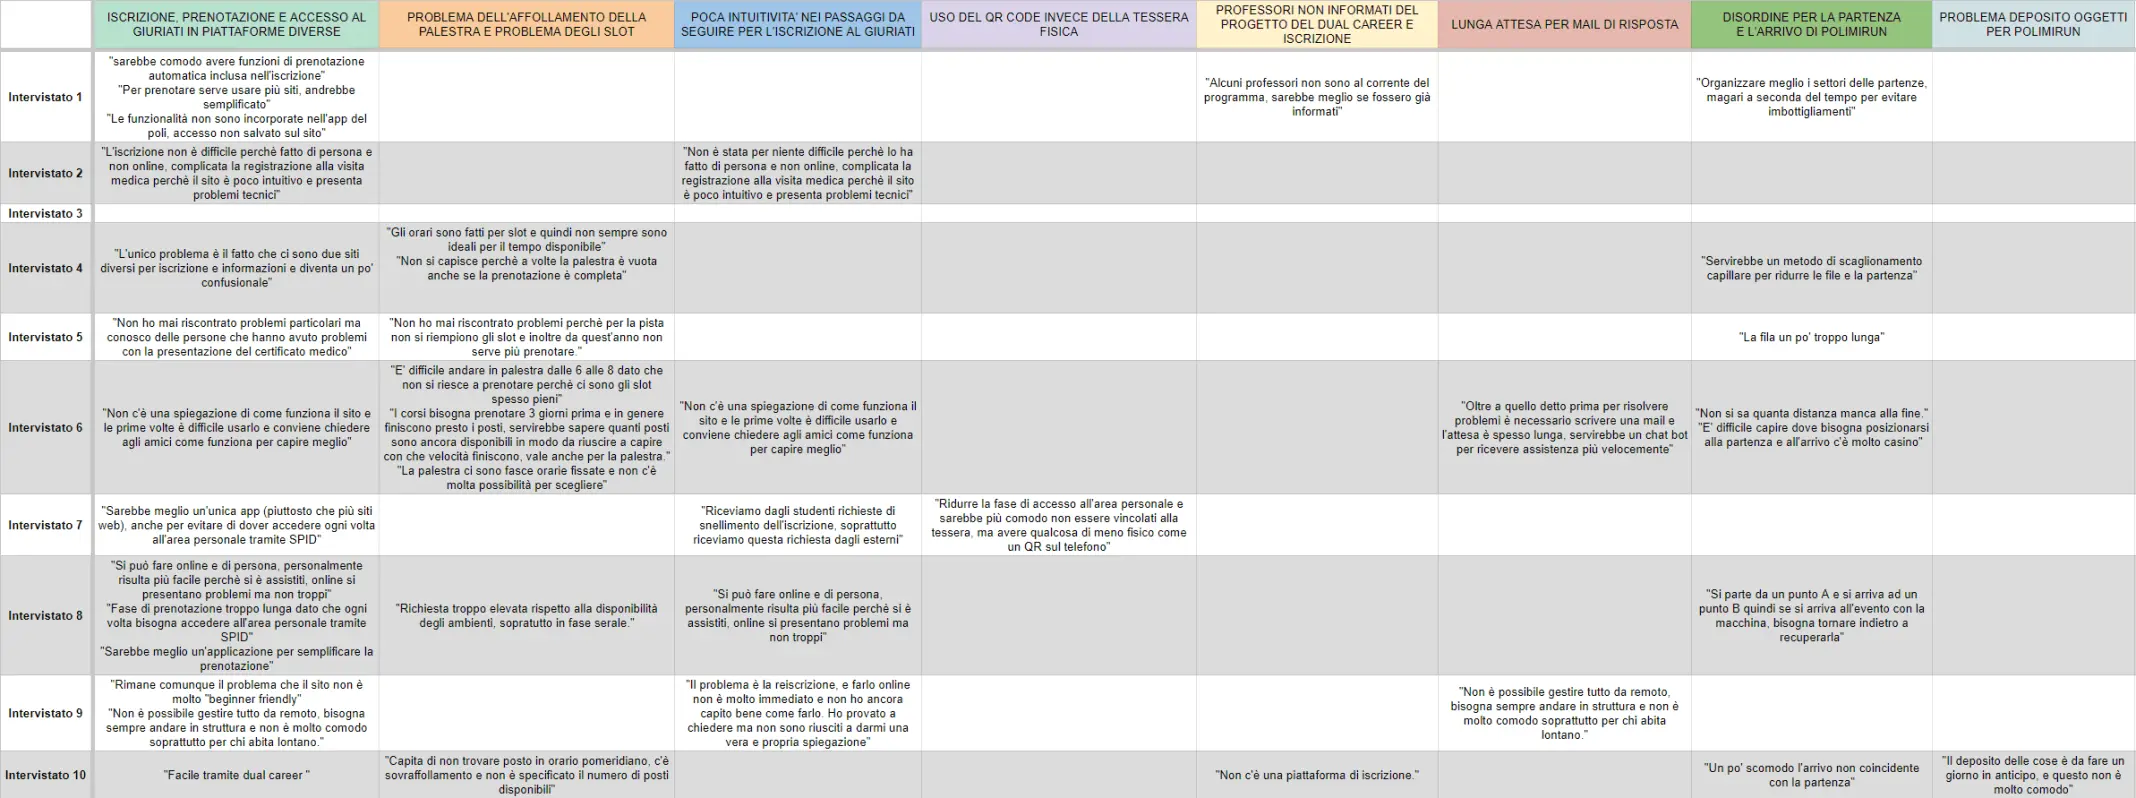 ISCRIZIONE, PRENOTAZIONE E ACCESSO AL
GIURIATI IN PIATTAFORME DIVERSE
PROBLEMA DELL'AFFOLLAMENTO DELLA
PALESTRA E PROBLEMA DEGLI SLOT
POCA INTUITIVITA' NEI PASSAGGI DA
SEGUIRE PER L'ISCRIZIONE AL GIURIATI
USO DEL QR CODE INVECE DELLA TESSERA
FISICA
PROFESSORI NON INFORMATI DEL
PROGETTO DEL DUAL CAREER E
ISCRIZIONE
LUNGA ATTESA PER MAIL DI RISPOSTA
DISORDINE PER LA PARTENZA
E L'ARRIVO DI POLIMIRUN
PROBLEMA DEPOSITO OGGETTI
PER POLIMIRUN
Intervistato 1
"sarebbe comodo avere funzioni di prenotazione
automatica inclusa nell'iscrizione"
"Per prenotare serve usare più siti, andrebbe
semplificato"
"Le funzionalità non sono incorporate nell'app del
poli, accesso non salvato sul sito"
"Alcuni professori non sono al corrente del
programma, sarebbe meglio se fossero già
informati"
"Organizzare meglio i settori delle partenze,
magari a seconda del tempo per evitare
imbottigliamenti"
Intervistato 2
"L'iscrizione non è difficile perchè fatto di persona e
non online, complicata la registrazione alla visita
medica perchè il sito è poco intuitivo e presenta
problemi tecnici"
"Non è stata per niente difficile perchè lo ha
fatto di persona e non online, complicata la
registrazione alla visita medica perchè il sito
è poco intuitivo e presenta problemi tecnici"
Intervistato 3
Intervistato 4
"L'unico problema è il fatto che ci sono due siti
diversi per iscrizione e informazioni e diventa un po'
confusionale"
"Gli orari sono fatti per slot e quindi non sempre sono
ideali per il tempo disponibile"
"Non si capisce perchè a volte la palestra è vuota
anche se la prenotazione è completa"
"Servirebbe un metodo di scaglionamento
capillare per ridurre le file e la partenza"
Intervistato 5
"Non ho mai riscontrato problemi particolari ma
conosco delle persone che hanno avuto problemi
con la presentazione del certificato medico"
"Non ho mai riscontrato problemi perchè per la pista
non si riempiono gli slot e inoltre da quest'anno non
serve più prenotare."
"La fila un po' troppo lunga"
Intervistato 6
"Non c'è una spiegazione di come funziona il sito e
le prime volte è difficile usarlo e conviene chiedere
agli amici come funziona per capire meglio"
"E' difficile andare in palestra dalle 6 alle 8 dato che
non si riesce a prenotare perchè ci sono gli slot
spesso pieni"
"I corsi bisogna prenotare 3 giorni prima e in genere
finiscono presto i posti, servirebbe sapere quanti posti
sono ancora disponibili in modo da riuscire a capire
con che velocità finiscono, vale anche per la palestra."
"La palestra ci sono fasce orarie fissate e non c'è
molta possibilità per scegliere"
"Non c'è una spiegazione di come funziona il
sito e le prime volte è difficile usarlo e
conviene chiedere agli amici come funziona
per capire meglio"
"Oltre a quello detto prima per risolvere
problemi è necessario scrivere una mail e
l'attesa è spesso lunga, servirebbe un chat bot
per ricevere assistenza più velocemente"
"Non si sa quanta distanza manca alla fine."
"E' difficile capire dove bisogna posizionarsi
alla partenza e all'arrivo c'è molto casino"
Intervistato 7
"Sarebbe meglio un'unica app (piuttosto che più siti
web), anche per evitare di dover accedere ogni volta
all'area personale tramite SPID"
"Riceviamo dagli studenti richieste di
snellimento dell'iscrizione, soprattutto
riceviamo questa richiesta dagli esterni"
"Ridurre la fase di accesso all'area personale e
sarebbe più comodo non essere vincolati alla
tessera, ma avere qualcosa di meno fisico come
un QR sul telefono"
Intervistato 8
"Si può fare online e di persona, personalmente
risulta più facile perchè si è assistiti, online si
presentano problemi ma non troppi"
"Fase di prenotazione troppo lunga dato che ogni
volta bisogna accedere all'area personale tramite
SPID"
"Sarebbe meglio un'applicazione per semplificare la
prenotazione"
"Richiesta troppo elevata rispetto alla disponibilità
degli ambienti, sopratutto in fase serale."
"Si può fare online e di persona,
personalmente risulta più facile perchè si è
assistiti, online si presentano problemi ma
non troppi"
"Si parte da un punto A e si arriva ad un
punto B quindi se si arriva all'evento con la
macchina, bisogna tornare indietro a
recuperarla"
Intervistato 9
"Rimane comunque il problema che il sito non è
molto "beginner friendly"
"Non è possibile gestire tutto da remoto, bisogna
sempre andare in struttura e non è molto comodo
soprattutto per chi abita lontano."
"Il problema è la reiscrizione, e farlo online
non è molto immediato e non ho ancora
capito bene come farlo. Ho provato a
chiedere ma non sono riusciti a darmi una
vera e propria spiegazione"
"Non è possibile gestire tutto da remoto,
bisogna sempre andare in struttura e non è
molto comodo soprattutto per chi abita
lontano."
Intervistato 10
"Facile tramite dual career "
"Capita di non trovare posto in orario pomeridiano, c'è
sovraffollamento e non è specificato il numero di posti
disponibili"
"Non c'è una piattaforma di iscrizione."
"Un po' scomodo l'arrivo non coincidente
con la partenza"
"Il deposito delle cose è da fare un
giorno in anticipo, e questo non è
molto comodo"